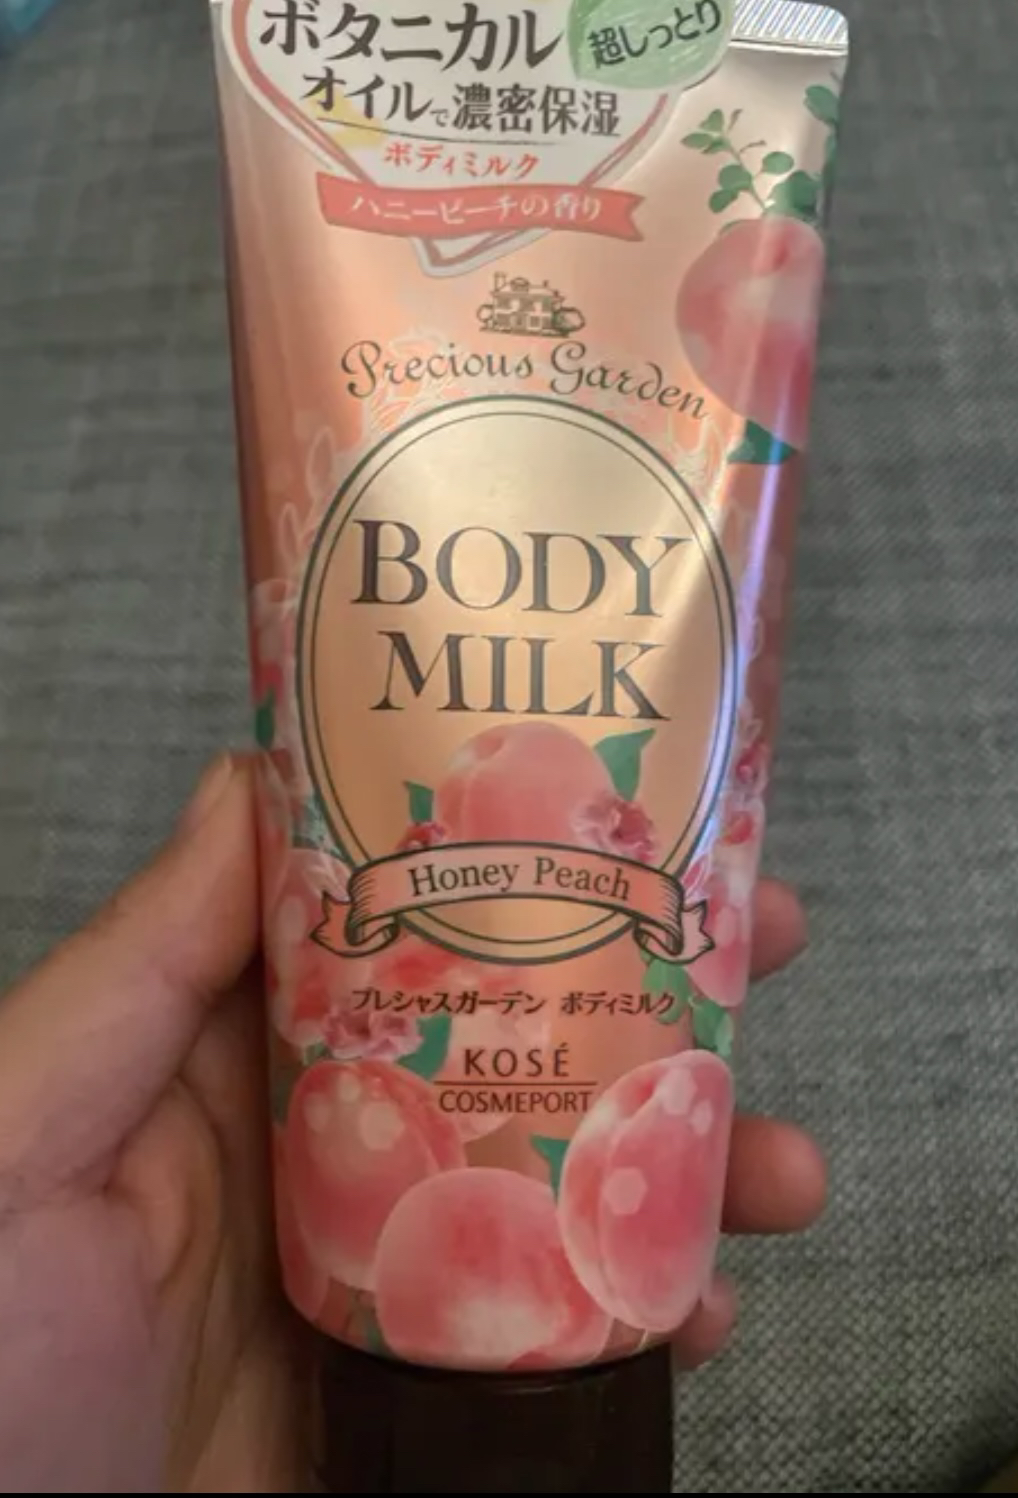 ボタニカル
超しっとり
オイルで濃密保湿
ボディミルク
ハニーピーチの香り
Precious Garden
BODY
MILK
Honey Peach
プレシャスガーデン ボディミルク
KOSÉ
COSMEPORT